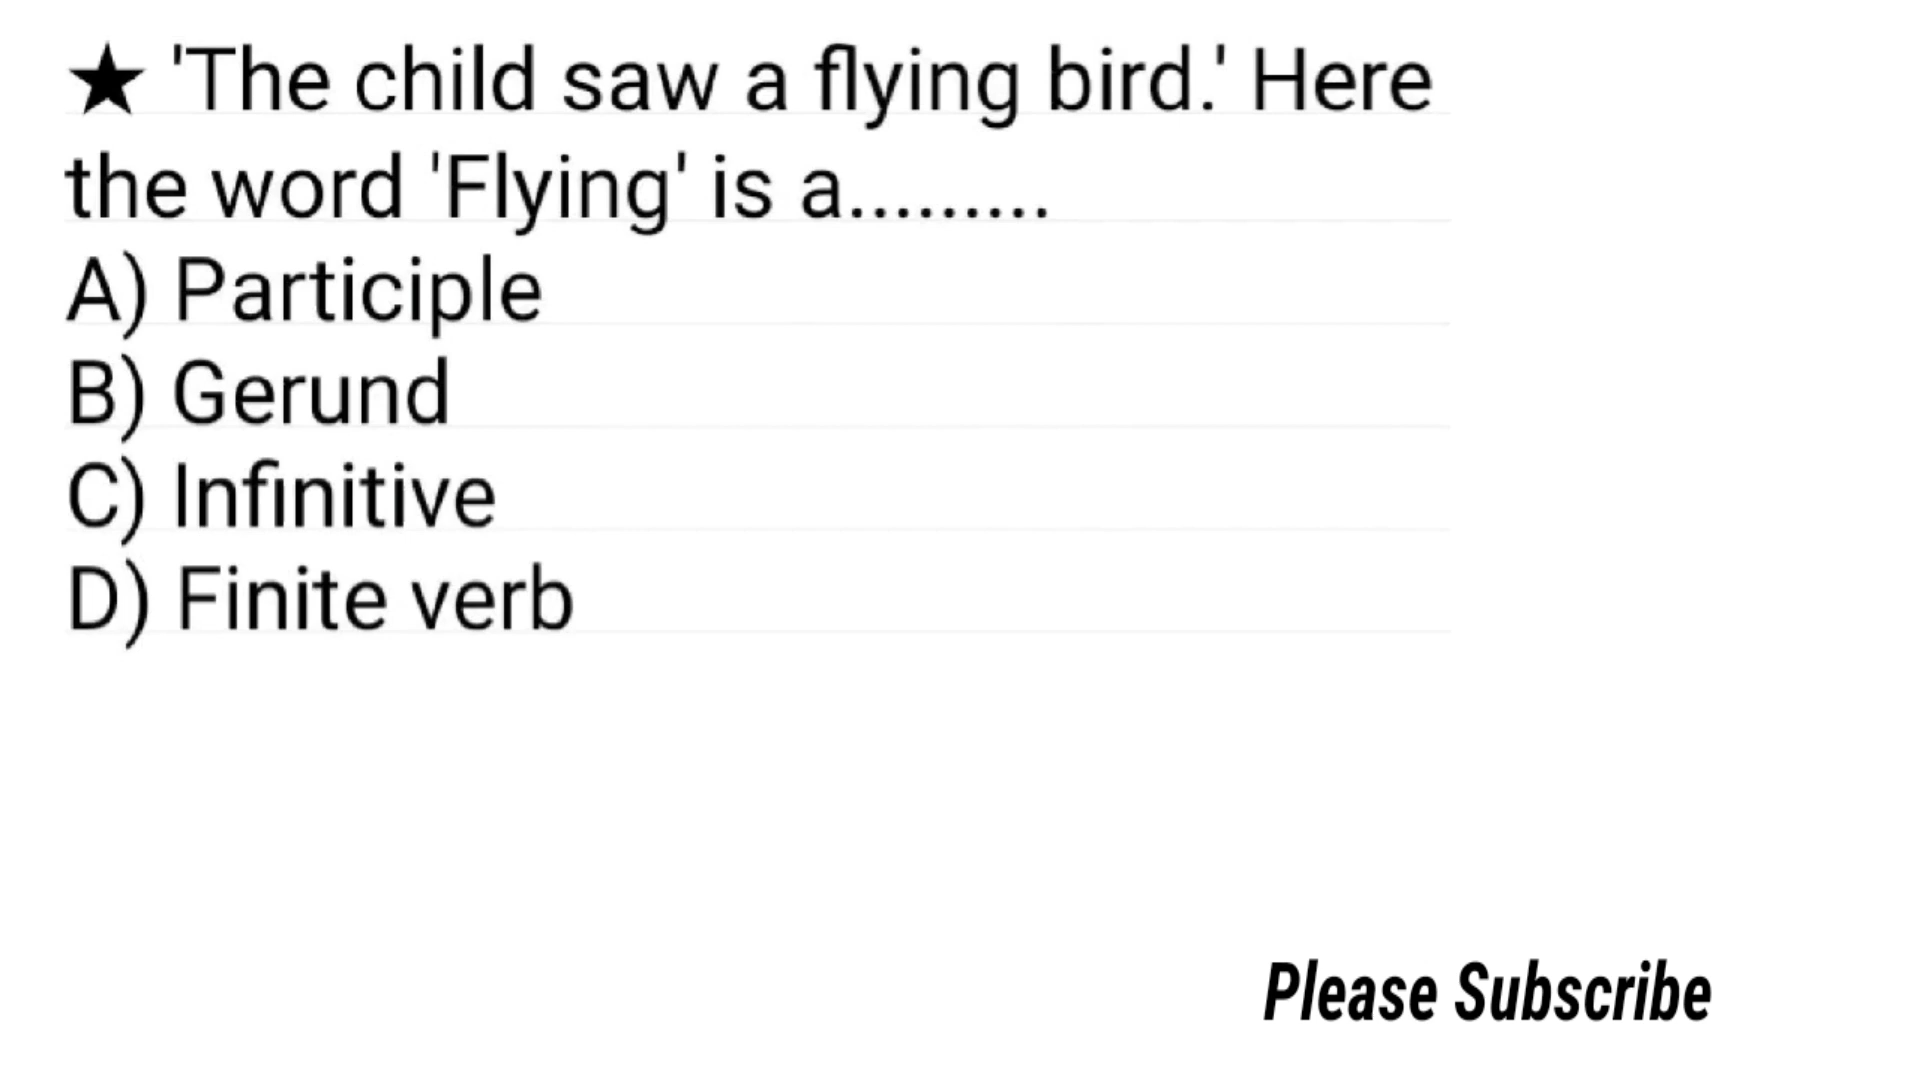 ★ 'The child saw a flying bird.' Here
the word 'Flying' is a.........
A) Participle
B) Gerund
C) Infinitive
D) Finite verb
Please Subscribe